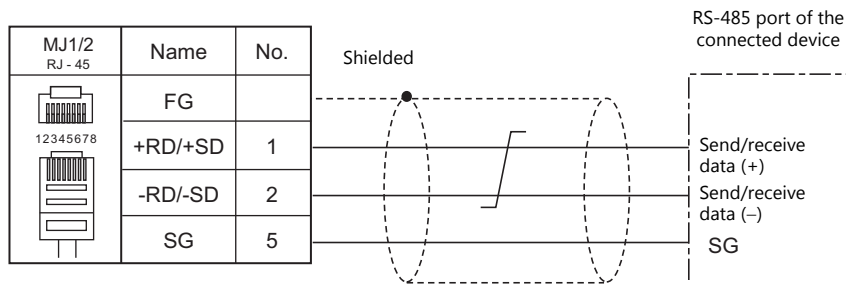 RS-485 port of the
connected device
MJ1/2
RJ - 45
Name
No.
Shielded
FG
12345678
+RD/+SD
1
Send/receive
data (+)
-RD/-SD
2
Send/receive
data (–)
SG
5
SG